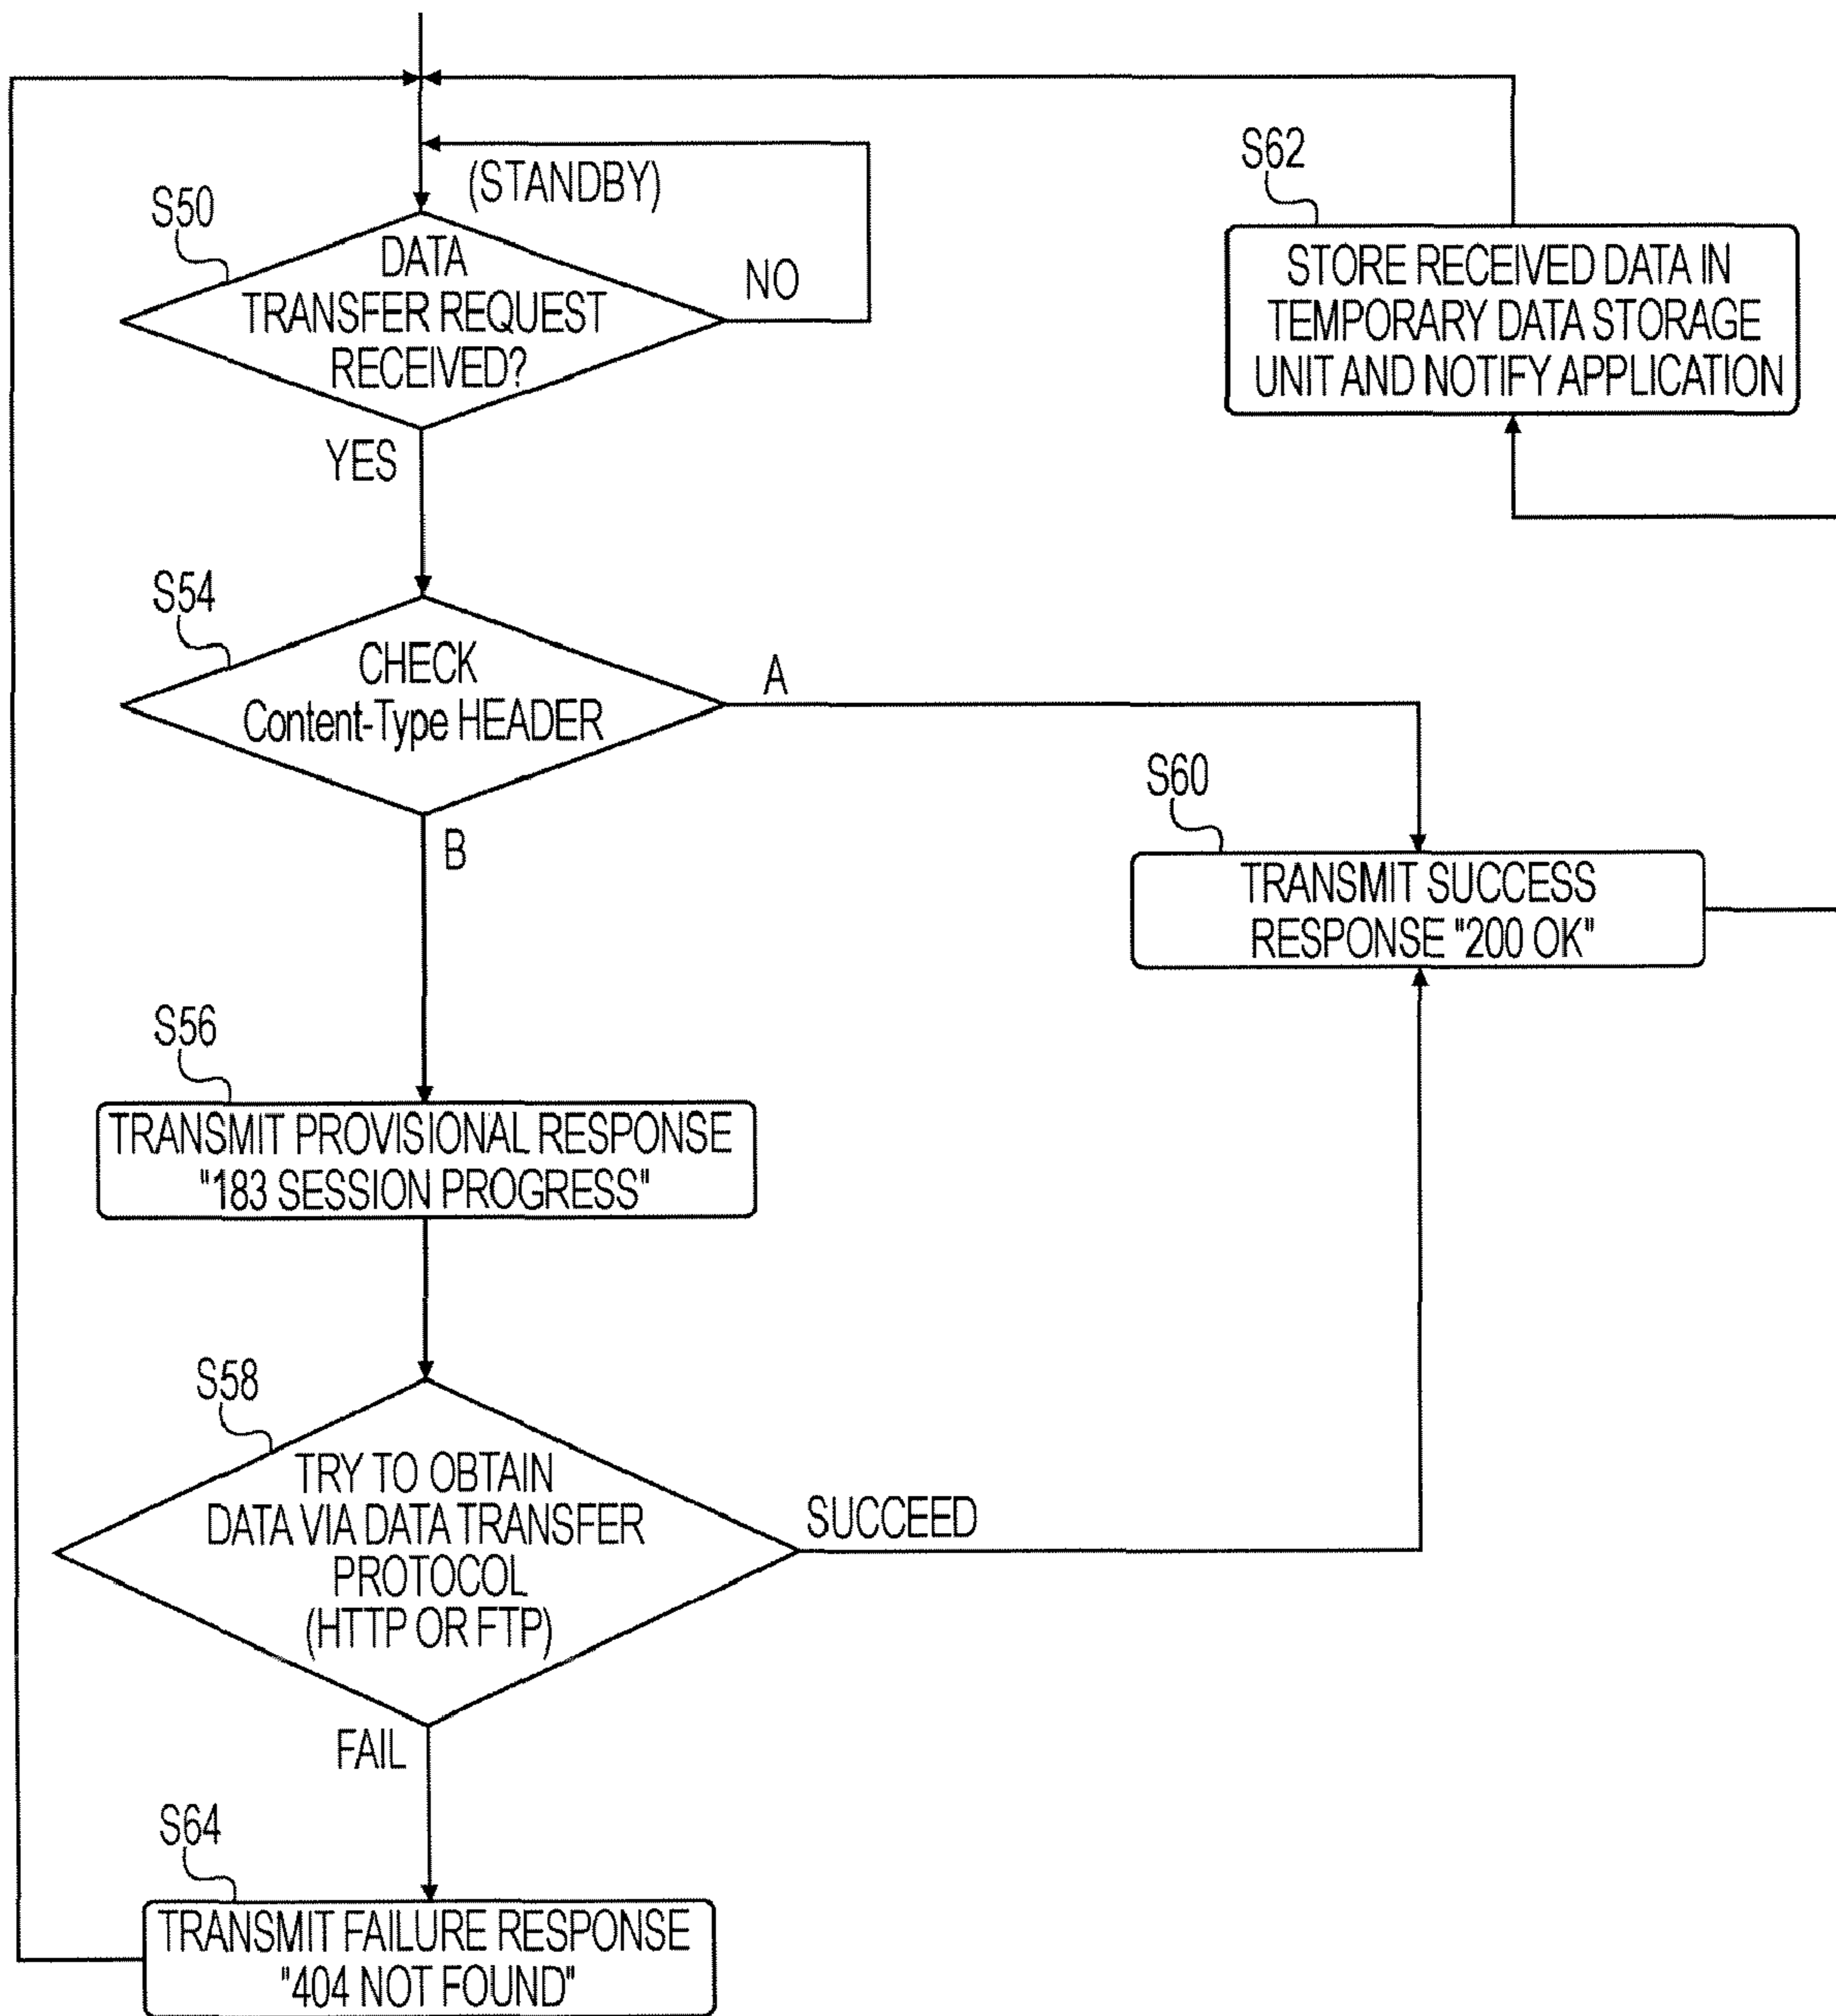 (STANDBY)
S50
DATA
TRANSFER REQUEST
RECEIVED?
NO
YES
S62
STORE RECEIVED DATA IN
TEMPORARY DATA STORAGE
UNIT AND NOTIFY APPLICATION
S54
CHECK
Content-Type HEADER
A
B
S60
TRANSMIT SUCCESS
RESPONSE "200 OK"
S56
TRANSMIT PROVISIONAL RESPONSE
"183 SESSION PROGRESS"
S58
TRY TO OBTAIN
DATA VIA DATA TRANSFER
PROTOCOL
(HTTP OR FTP)
SUCCEED
FAIL
S64
TRANSMIT FAILURE RESPONSE
"404 NOT FOUND"